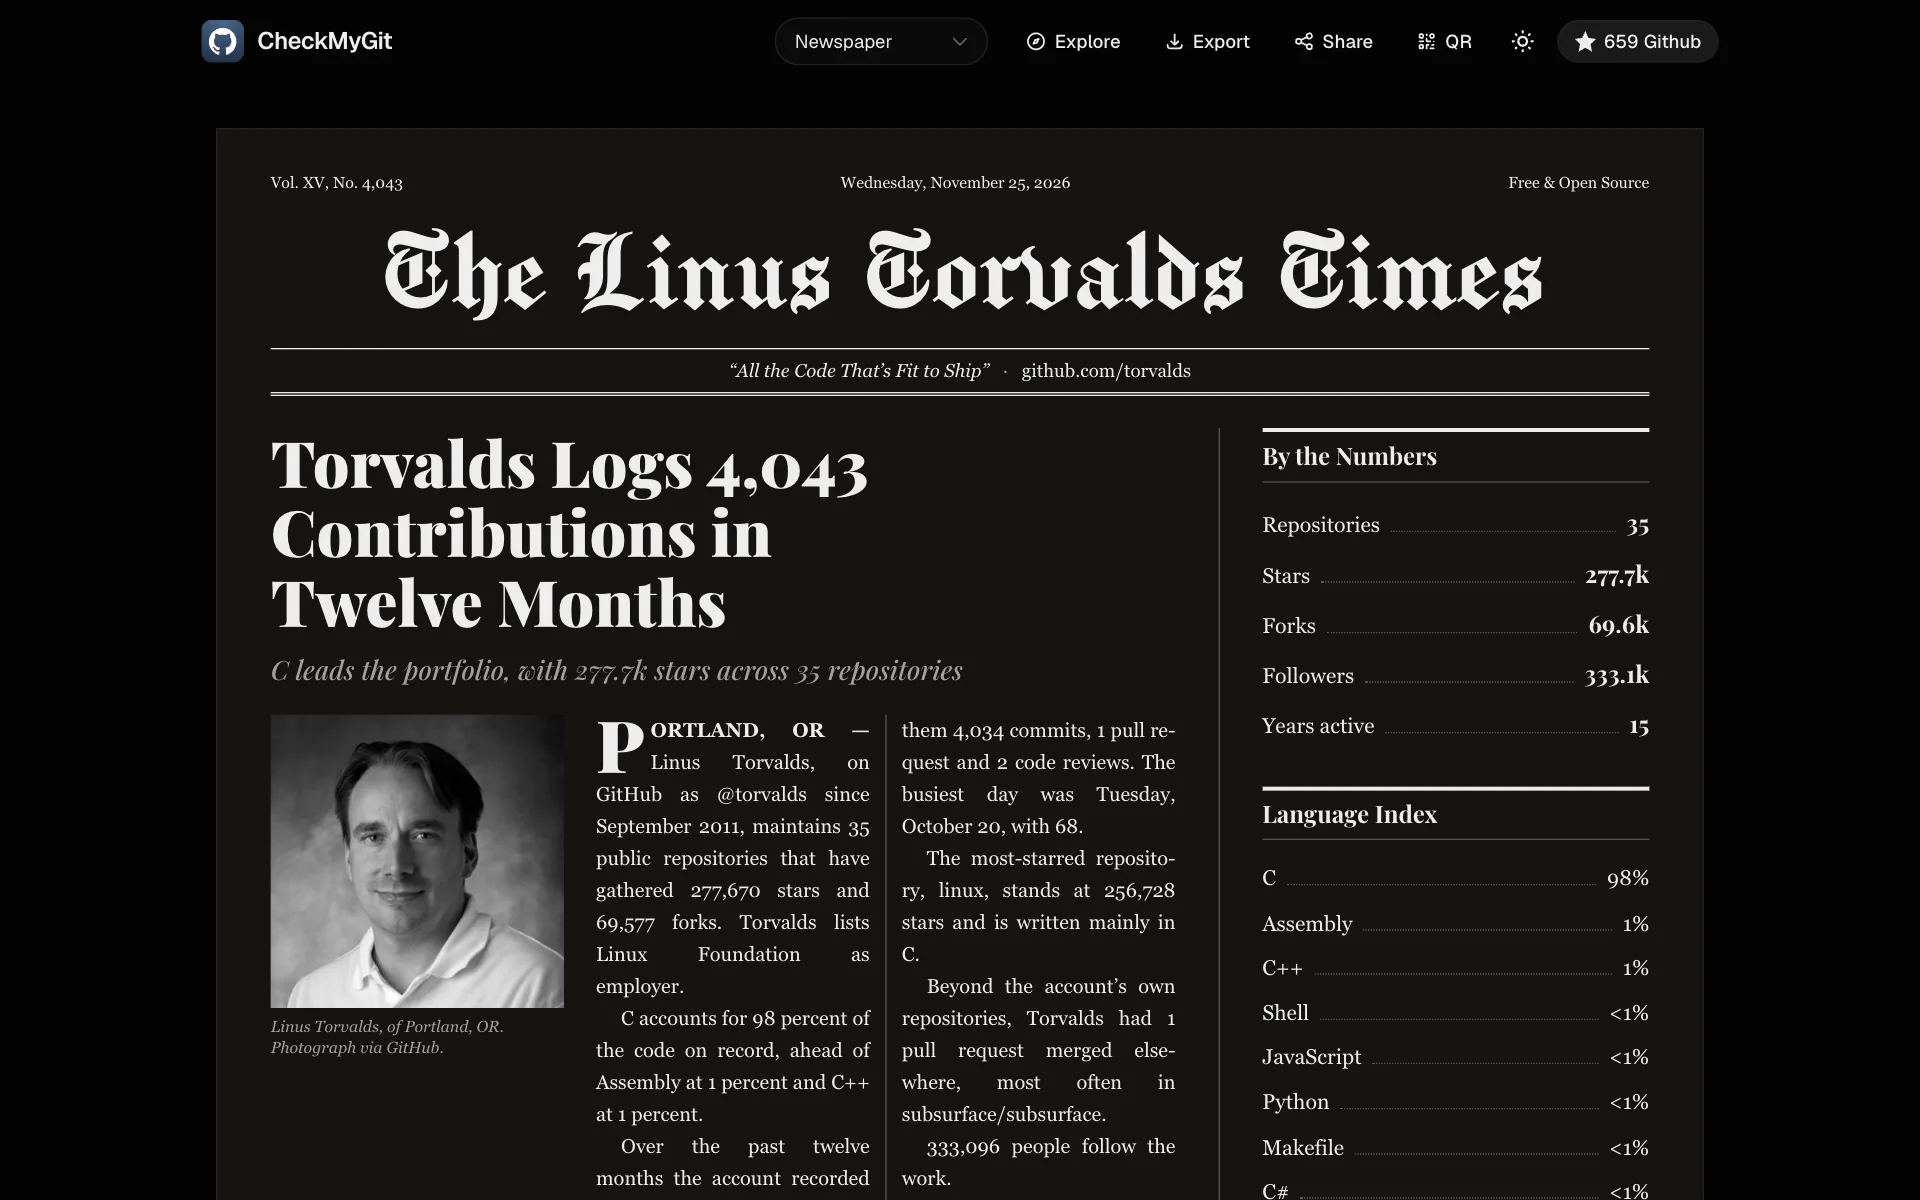 CheckMyGit
Newspaper
Explore
Export
Share
QR
659 Github
Vol. XV, No. 4,043
Wednesday, November 25, 2026
Free & Open Source
The Linus Torvalds Times
“All the Code That’s Fit to Ship” · github.com/torvalds
Torvalds Logs 4,043
Contributions in
Twelve Months
C leads the portfolio, with 277.7k stars across 35 repositories
Linus Torvalds, of Portland, OR.
Photograph via GitHub.
PORTLAND, OR —
Linus Torvalds, on
GitHub as @torvalds since
September 2011, maintains 35
public repositories that have
gathered 277,670 stars and
69,577 forks. Torvalds lists
Linux Foundation as
employer.
C accounts for 98 percent of
the code on record, ahead of
Assembly at 1 percent and C++
at 1 percent.
Over the past twelve
months the account recorded
them 4,034 commits, 1 pull re-
quest and 2 code reviews. The
busiest day was Tuesday,
October 20, with 68.
The most-starred reposito-
ry, linux, stands at 256,728
stars and is written mainly in
C.
Beyond the account’s own
repositories, Torvalds had 1
pull request merged else-
where, most often in
subsurface/subsurface.
333,096 people follow the
work.
By the Numbers
Repositories 35
Stars 277.7k
Forks 69.6k
Followers 333.1k
Years active 15
Language Index
C 98%
Assembly 1%
C++ 1%
Shell <1%
JavaScript <1%
Python <1%
Makefile <1%
C# <1%